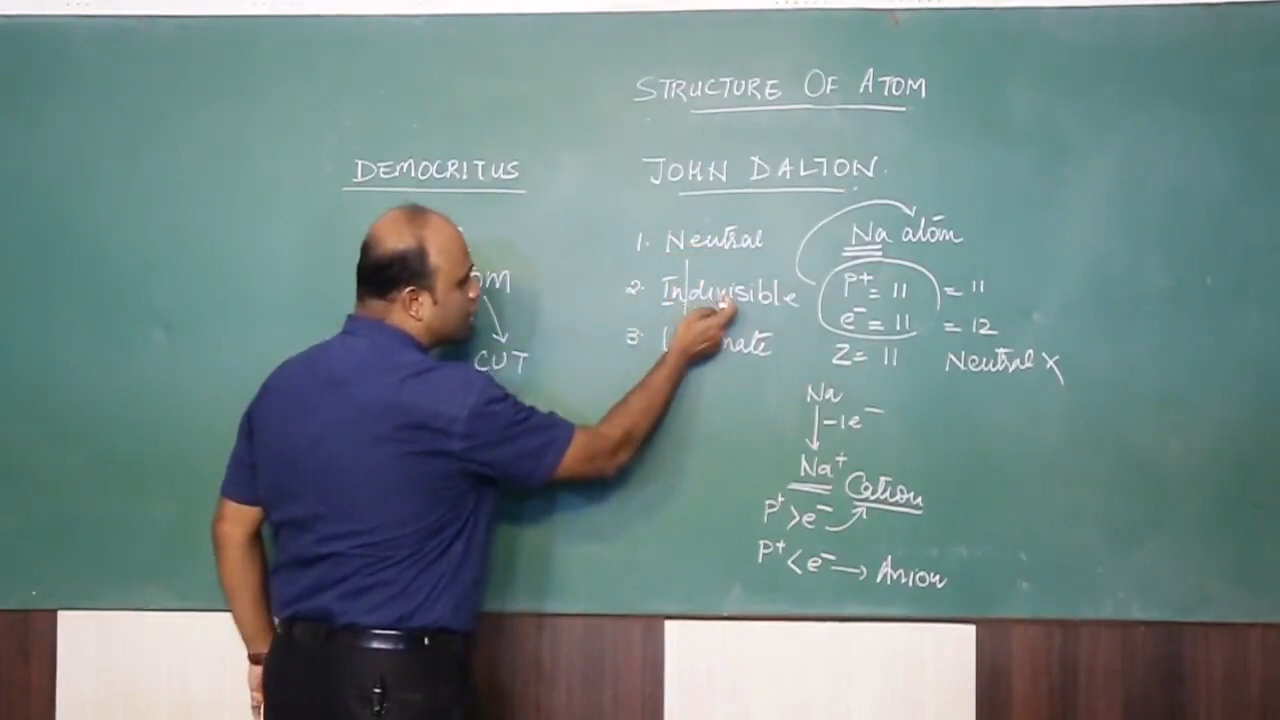 STRUCTURE OF ATOM
DEMOCRITUS
CUT
JOHN DALTON.
1. Neutral
2. Indivisible
3.
Na atom
P+ = 11 = 11
e− = 11 = 12
Z = 11 Neutral X
Na
−1e−
Na+
Cation
P+ > e−
P+ < e− → Anion